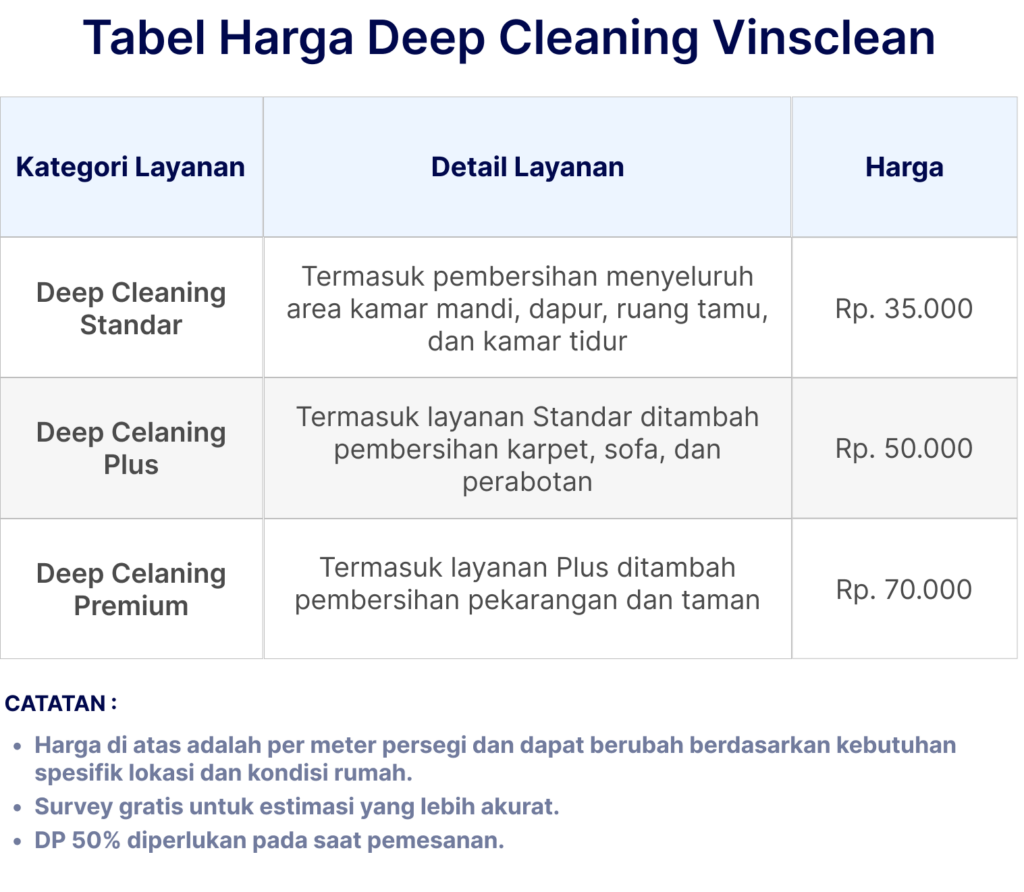 Tabel Harga Deep Cleaning Vinsclean
Kategori Layanan
Detail Layanan
Harga
Deep Cleaning
Standar
Termasuk pembersihan menyeluruh
area kamar mandi, dapur, ruang tamu,
dan kamar tidur
Rp. 35.000
Deep Celaning
Plus
Termasuk layanan Standar ditambah
pembersihan karpet, sofa, dan
perabotan
Rp. 50.000
Deep Celaning
Premium
Termasuk layanan Plus ditambah
pembersihan pekarangan dan taman
Rp. 70.000
CATATAN :
• Harga di atas adalah per meter persegi dan dapat berubah berdasarkan kebutuhan
spesifik lokasi dan kondisi rumah.
• Survey gratis untuk estimasi yang lebih akurat.
• DP 50% diperlukan pada saat pemesanan.